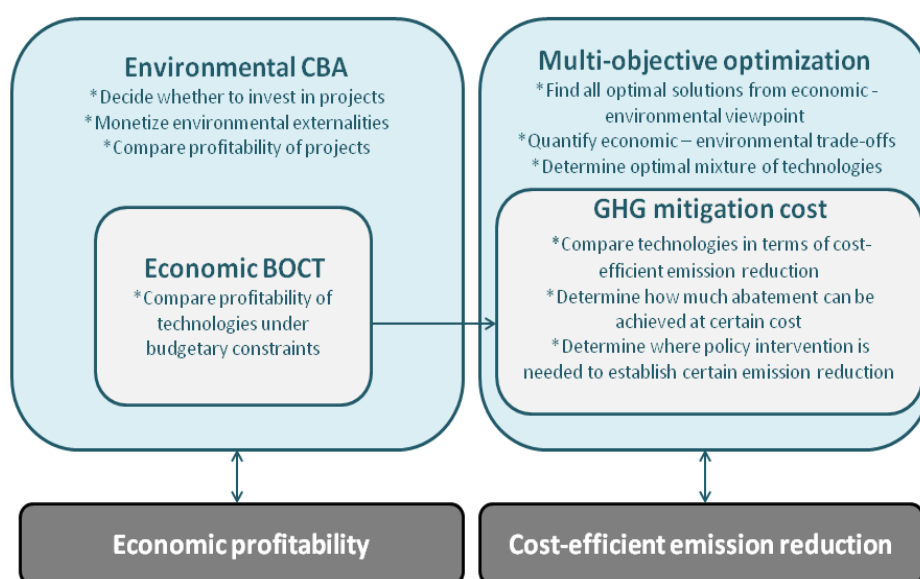 Environmental CBA
*Decide whether to invest in projects
*Monetize environmental externalities
*Compare profitability of projects
Economic BOCT
*Compare profitability of
technologies under
budgetary constraints
Multi-objective optimization
*Find all optimal solutions from economic -
environmental viewpoint
*Quantify economic – environmental trade-offs
*Determine optimal mixture of technologies
GHG mitigation cost
*Compare technologies in terms of cost-
efficient emission reduction
*Determine how much abatement can be
achieved at certain cost
*Determine where policy intervention is
needed to establish certain emission reduction
Economic profitability
Cost-efficient emission reduction